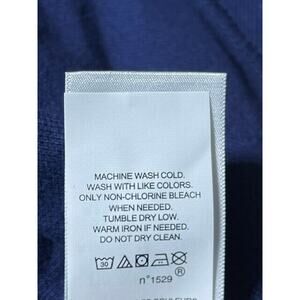 MACHINE WASH COLD.
WASH WITH LIKE COLORS.
ONLY NON-CHLORINE BLEACH
WHEN NEEDED.
TUMBLE DRY LOW.
WARM IRON IF NEEDED.
DO NOT DRY CLEAN.
30 ®
n°1529